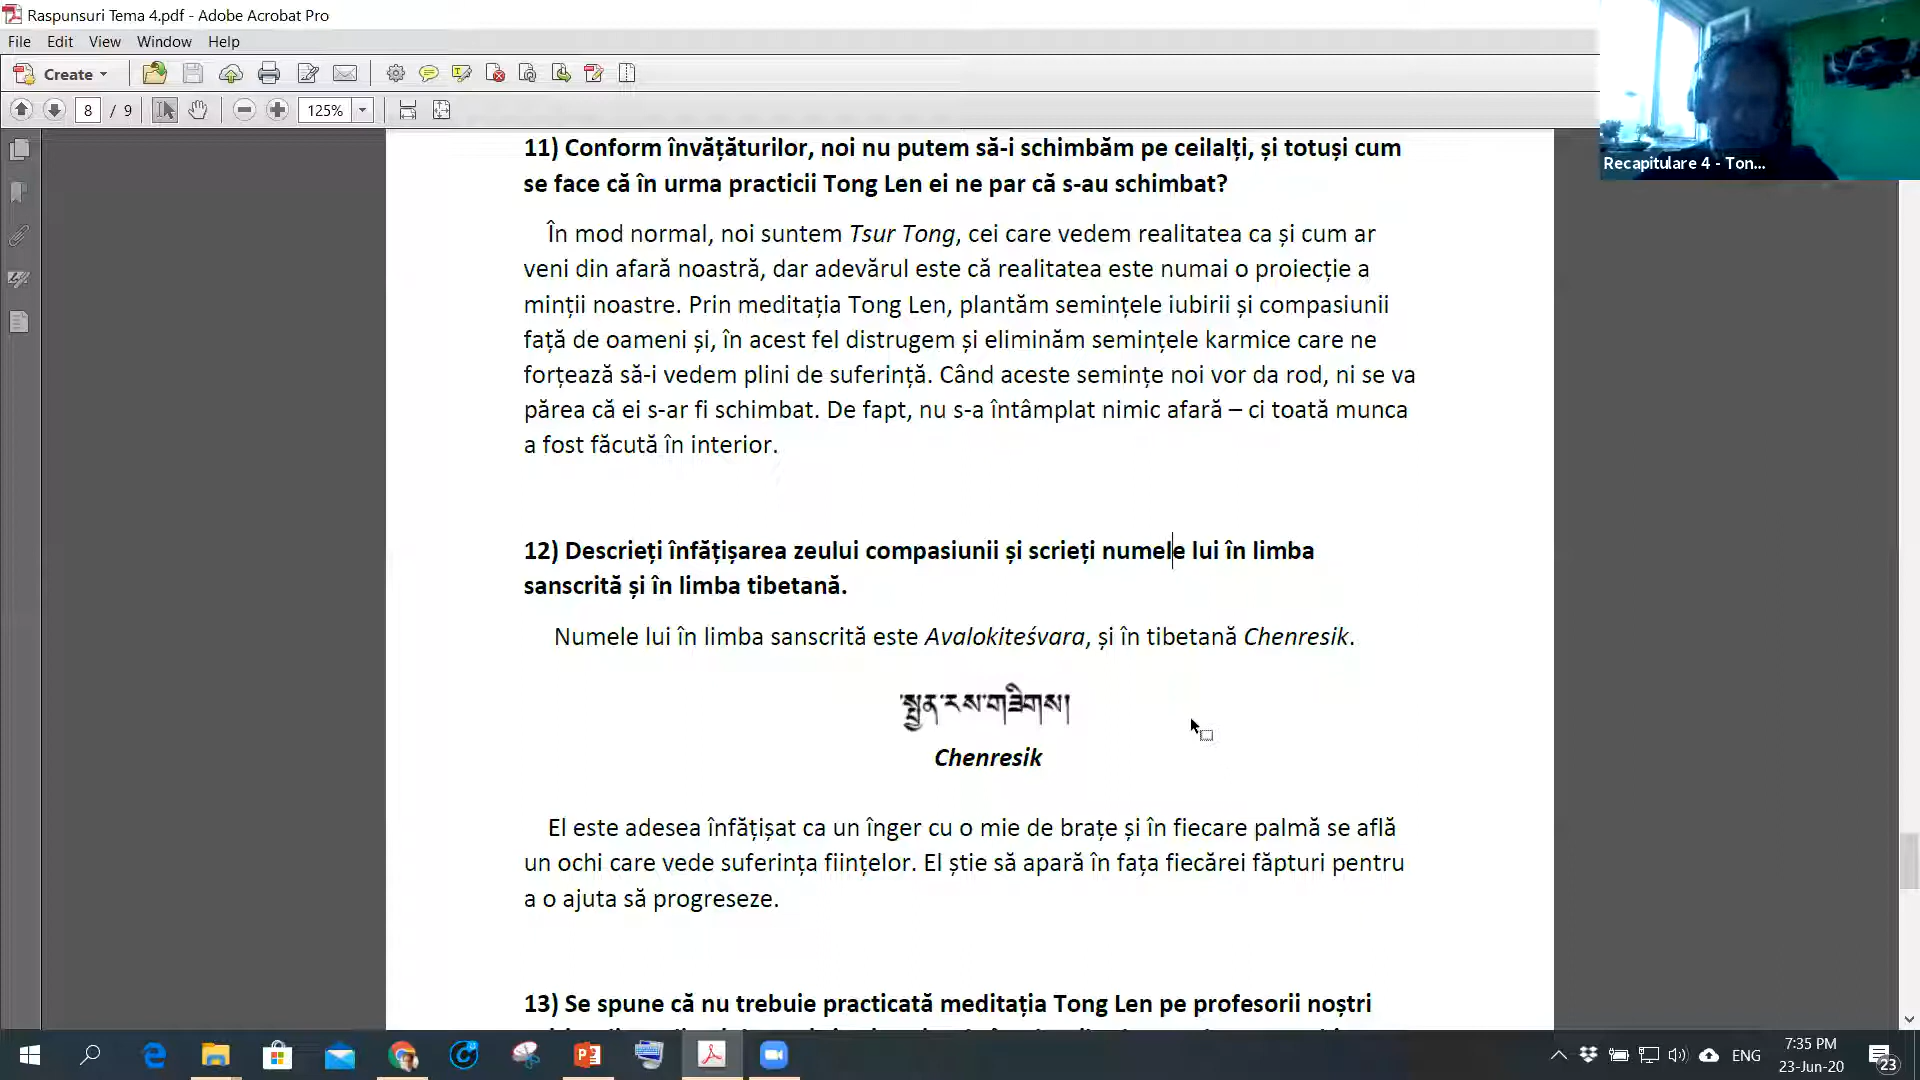 Raspunsuri Tema 4.pdf - Adobe Acrobat Pro
File Edit View Window Help
Create
8 / 9 125%
Recapitulare 4 - Ton...
11) Conform învățăturilor, noi nu putem să-i schimbăm pe ceilalți, și totuși cum
se face că în urma practicii Tong Len ei ne par că s-au schimbat?
În mod normal, noi suntem Tsur Tong, cei care vedem realitatea ca și cum ar
veni din afară noastră, dar adevărul este că realitatea este numai o proiecție a
minții noastre. Prin meditația Tong Len, plantăm semințele iubirii și compasiunii
față de oameni și, în acest fel distrugem și eliminăm semințele karmice care ne
forțează să-i vedem plini de suferință. Când aceste semințe noi vor da rod, ni se va
părea că ei s-ar fi schimbat. De fapt, nu s-a întâmplat nimic afară – ci toată munca
a fost făcută în interior.
12) Descrieți înfățișarea zeului compasiunii și scrieți numele lui în limba
sanscrită și în limba tibetană.
Numele lui în limba sanscrită este Avalokiteśvara, și în tibetană Chenresik.
སྤྱན་རས་གཟིགས།
Chenresik
El este adesea înfățișat ca un înger cu o mie de brațe și în fiecare palmă se află
un ochi care vede suferința ființelor. El știe să apară în fața fiecărei făpturi pentru
a o ajuta să progreseze.
13) Se spune că nu trebuie practicată meditația Tong Len pe profesorii noștri
ENG
7:35 PM
23-Jun-20
23